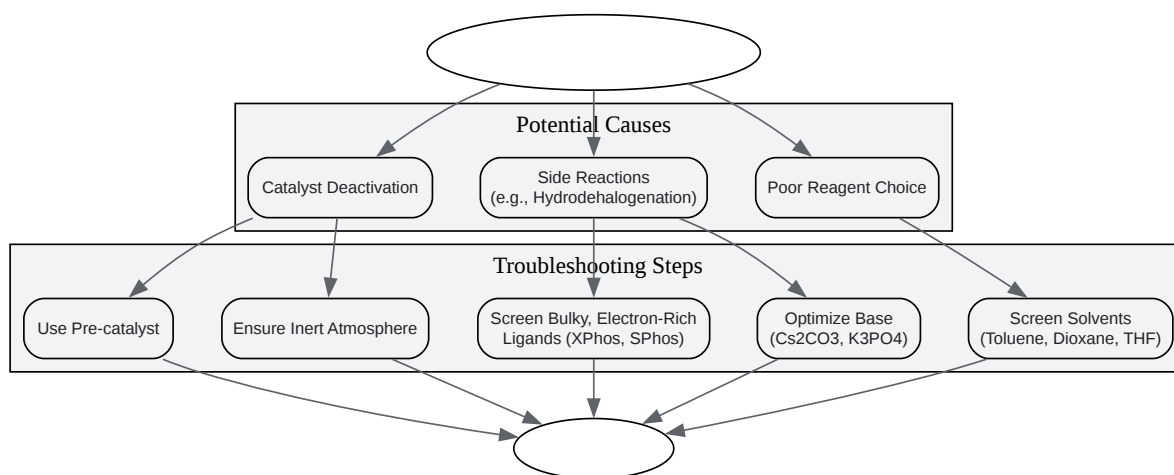 Potential Causes
Catalyst Deactivation
Side Reactions
(e.g., Hydrodehalogenation)
Poor Reagent Choice
Troubleshooting Steps
Use Pre-catalyst
Ensure Inert Atmosphere
Screen Bulky, Electron-Rich
Ligands (XPhos, SPhos)
Optimize Base
(Cs2CO3, K3PO4)
Screen Solvents
(Toluene, Dioxane, THF)